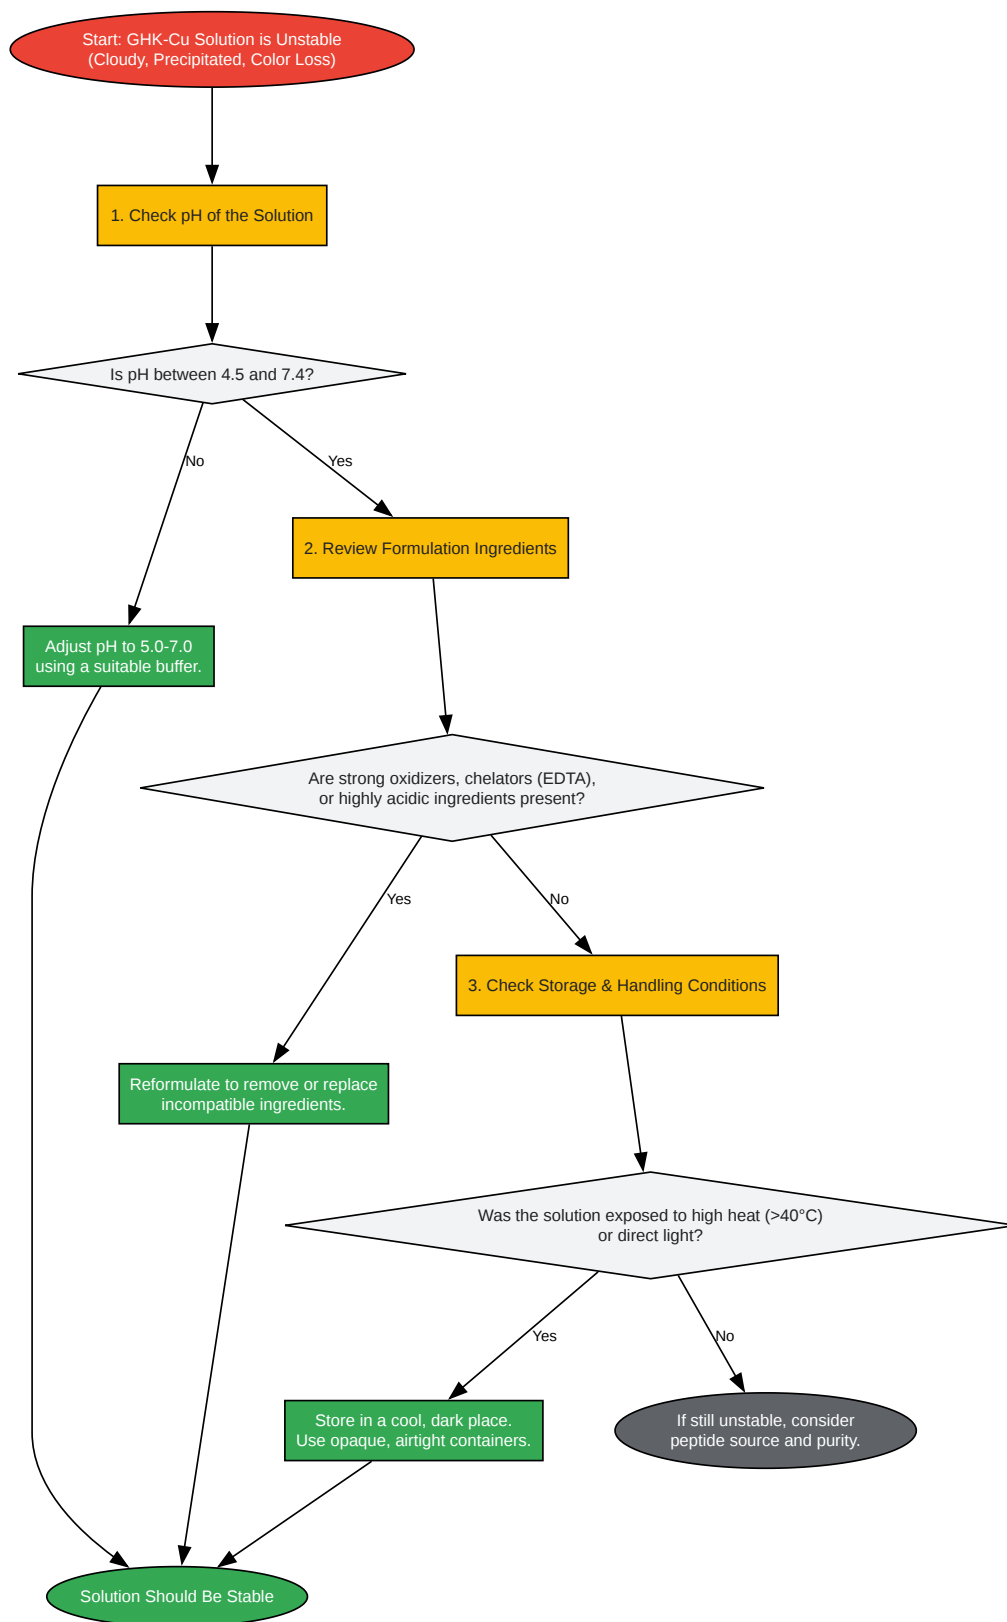 Start: GHK-Cu Solution is Unstable
(Cloudy, Precipitated, Color Loss)
1. Check pH of the Solution
Is pH between 4.5 and 7.4?
No
Yes
2. Review Formulation Ingredients
Adjust pH to 5.0-7.0
using a suitable buffer.
Are strong oxidizers, chelators (EDTA),
or highly acidic ingredients present?
Yes
No
3. Check Storage & Handling Conditions
Reformulate to remove or replace
incompatible ingredients.
Was the solution exposed to high heat (>40°C)
or direct light?
Yes
No
Store in a cool, dark place.
Use opaque, airtight containers.
If still unstable, consider
peptide source and purity.
Solution Should Be Stable